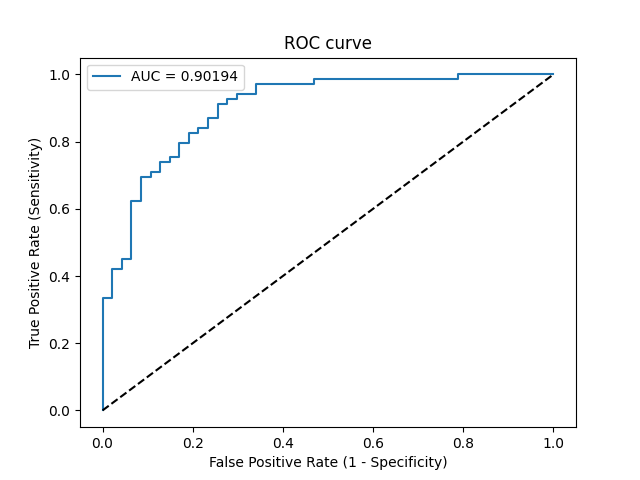 ROC curve
AUC = 0.90194
True Positive Rate (Sensitivity)
1.0
0.8
0.6
0.4
0.2
0.0
0.0 0.2 0.4 0.6 0.8 1.0
False Positive Rate (1 - Specificity)